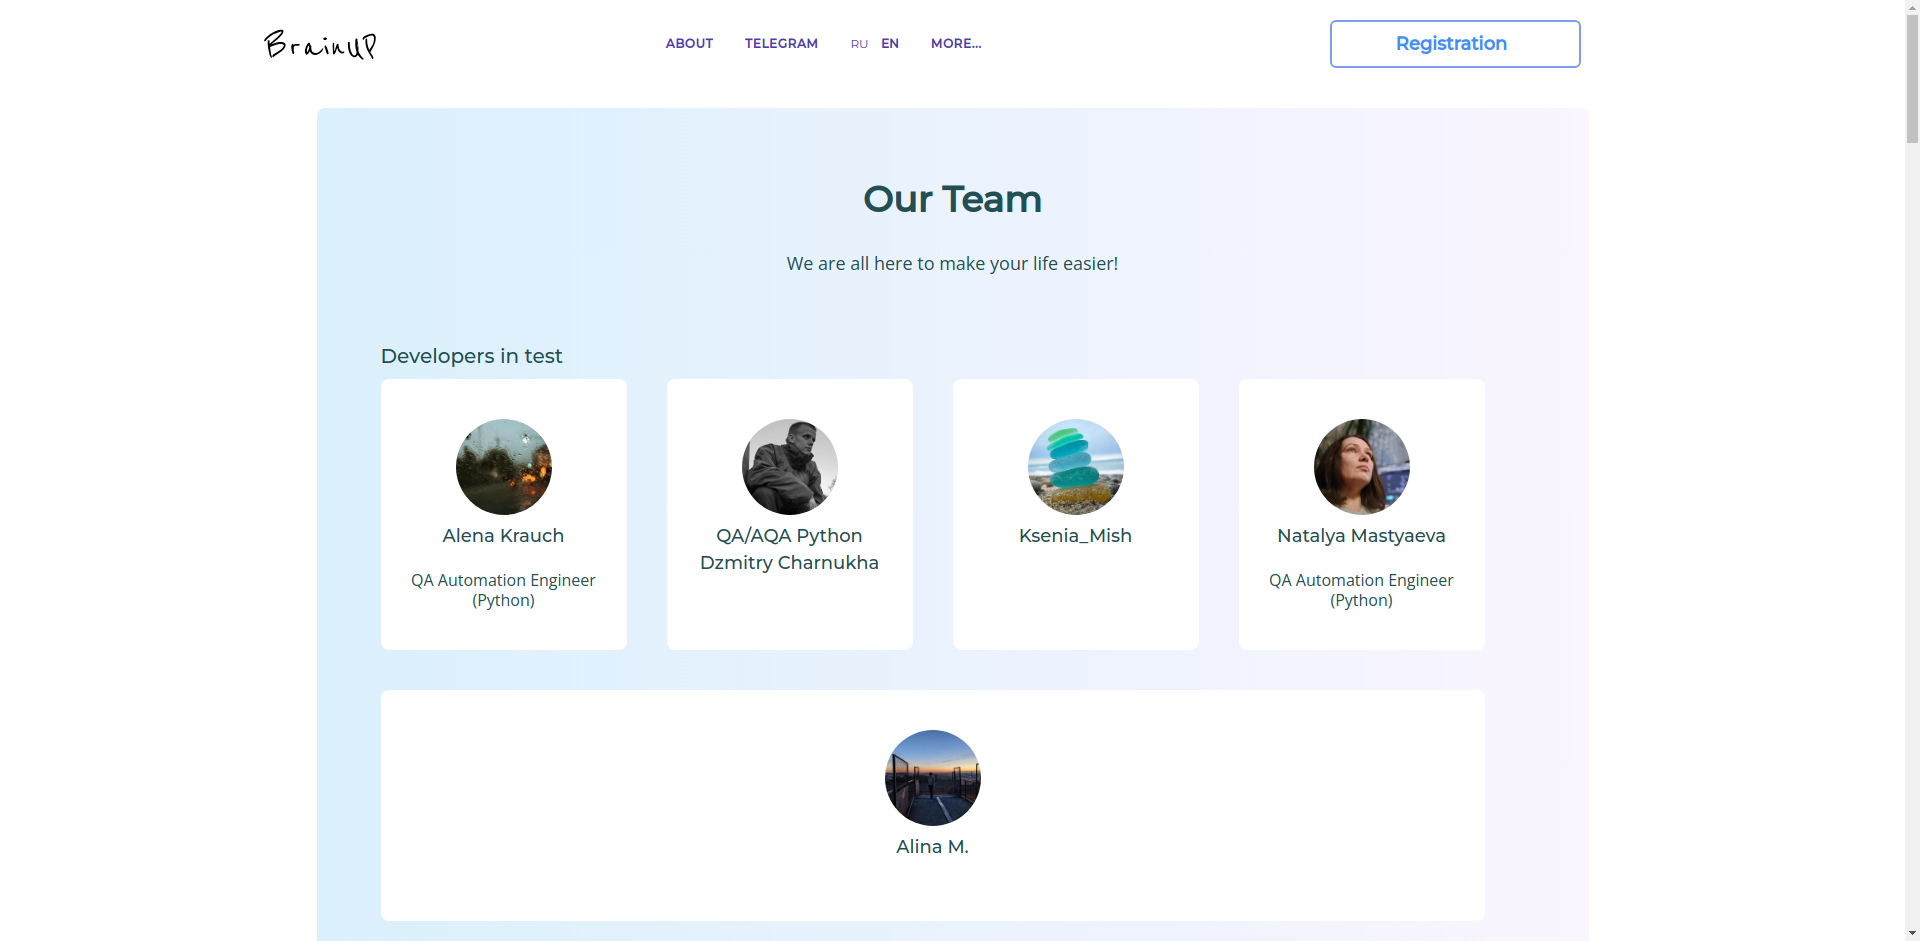 BrainUP
ABOUT TELEGRAM RU EN MORE... Registration
Our Team
We are all here to make your life easier!
Developers in test
Alena Krauch
QA Automation Engineer
(Python)
QA/AQA Python
Dzmitry Charnukha
Ksenia_Mish
Natalya Mastyaeva
QA Automation Engineer
(Python)
Alina M.